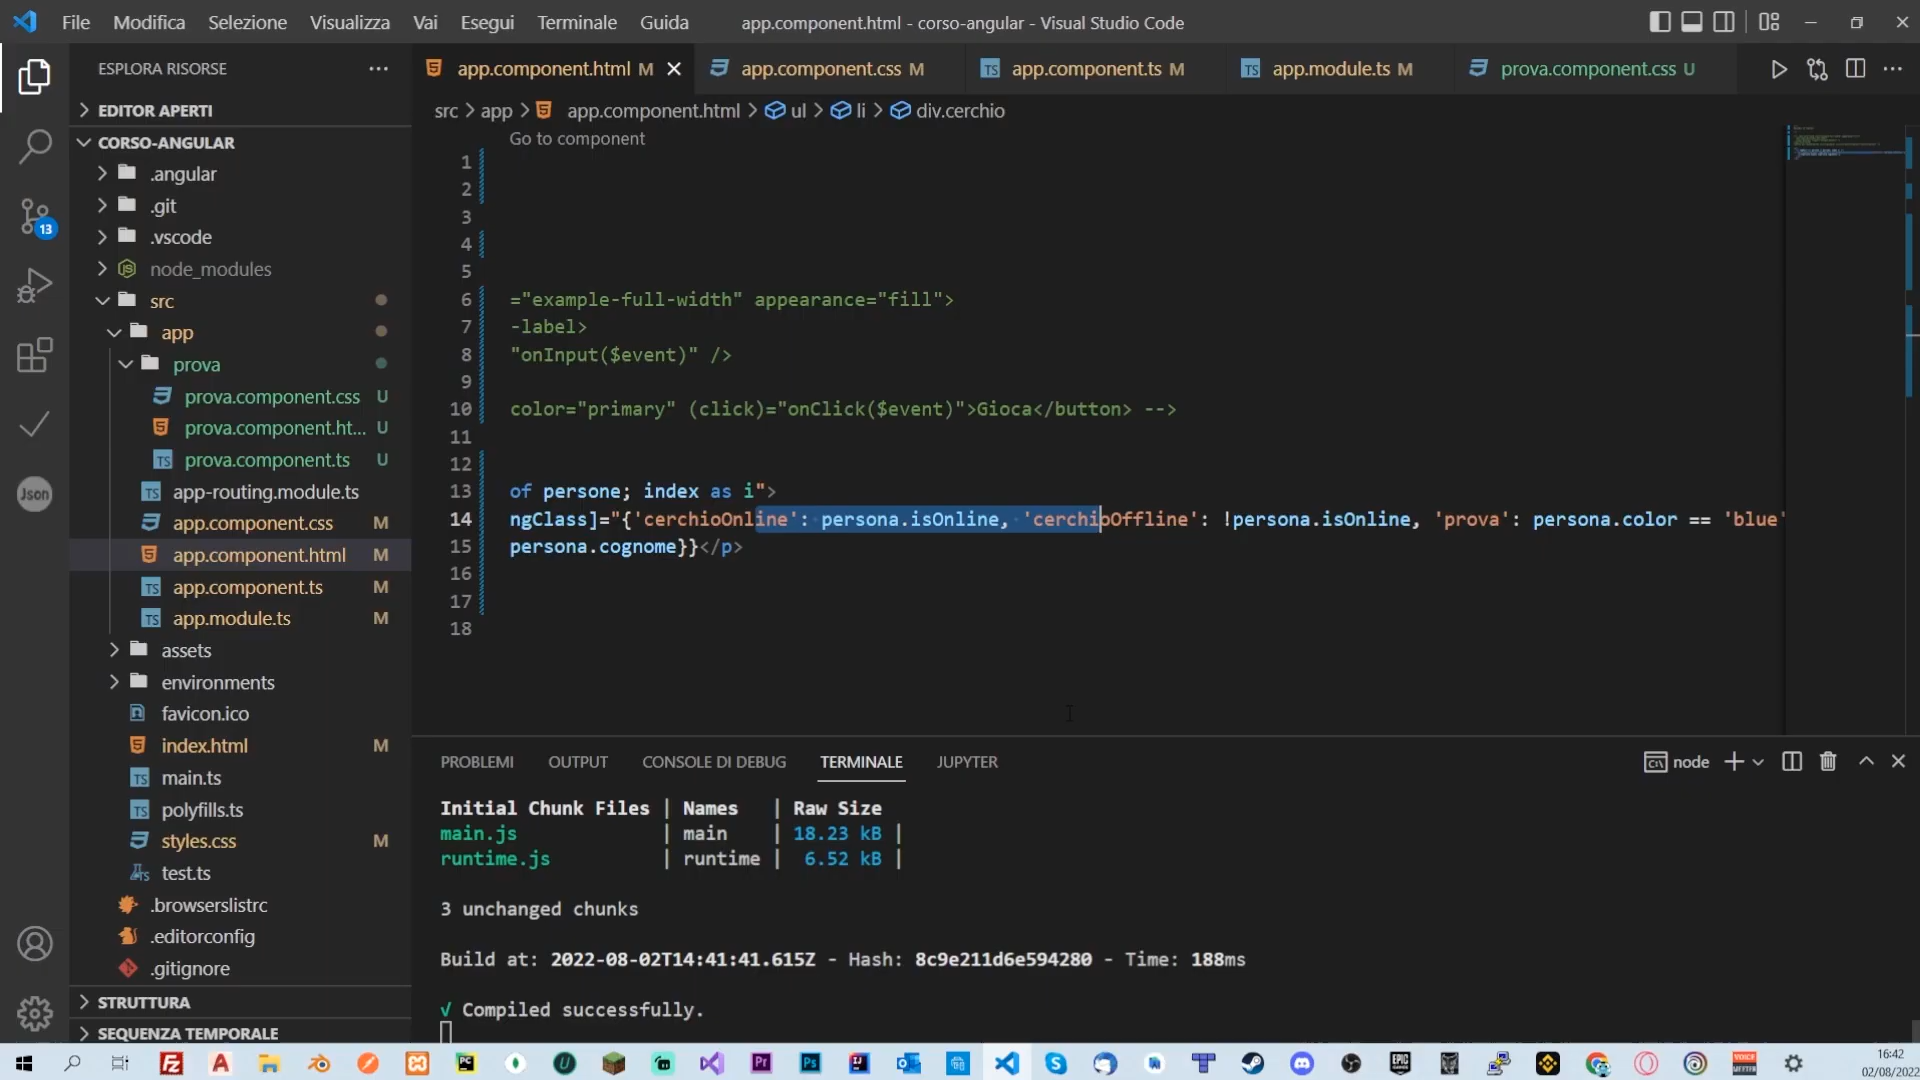 File Modifica Selezione Visualizza Vai Esegui Terminale Guida app.component.html - corso-angular - Visual Studio Code
ESPLORA RISORSE
EDITOR APERTI
CORSO-ANGULAR
.angular
.git
.vscode
node_modules
src
app
prova
prova.component.css U
prova.component.ht... U
prova.component.ts U
app-routing.module.ts
app.component.css M
app.component.html M
app.component.ts M
app.module.ts M
assets
environments
favicon.ico
index.html M
main.ts
polyfills.ts
styles.css M
test.ts
.browserslistrc
.editorconfig
.gitignore
STRUTTURA
SEQUENZA TEMPORALE
13
Json
app.component.html M app.component.css M app.component.ts M app.module.ts M prova.component.css U
src > app > app.component.html > ul > li > div.cerchio
Go to component
1
2
3
4
5
6 ="example-full-width" appearance="fill">
7 -label>
8 "onInput($event)" />
9
10 color="primary" (click)="onClick($event)">Gioca</button> -->
11
12
13 of persone; index as i">
14 ngClass]="{'cerchioOnline': persona.isOnline, 'cerchioOffline': !persona.isOnline, 'prova': persona.color == 'blue'
15 persona.cognome}}</p>
16
17
18
PROBLEMI OUTPUT CONSOLE DI DEBUG TERMINALE JUPYTER node
Initial Chunk Files | Names | Raw Size
main.js | main | 18.23 kB |
runtime.js | runtime | 6.52 kB |
3 unchanged chunks
Build at: 2022-08-02T14:41:41.615Z - Hash: 8c9e211d6e594280 - Time: 188ms
√ Compiled successfully.
16:42
02/08/2022